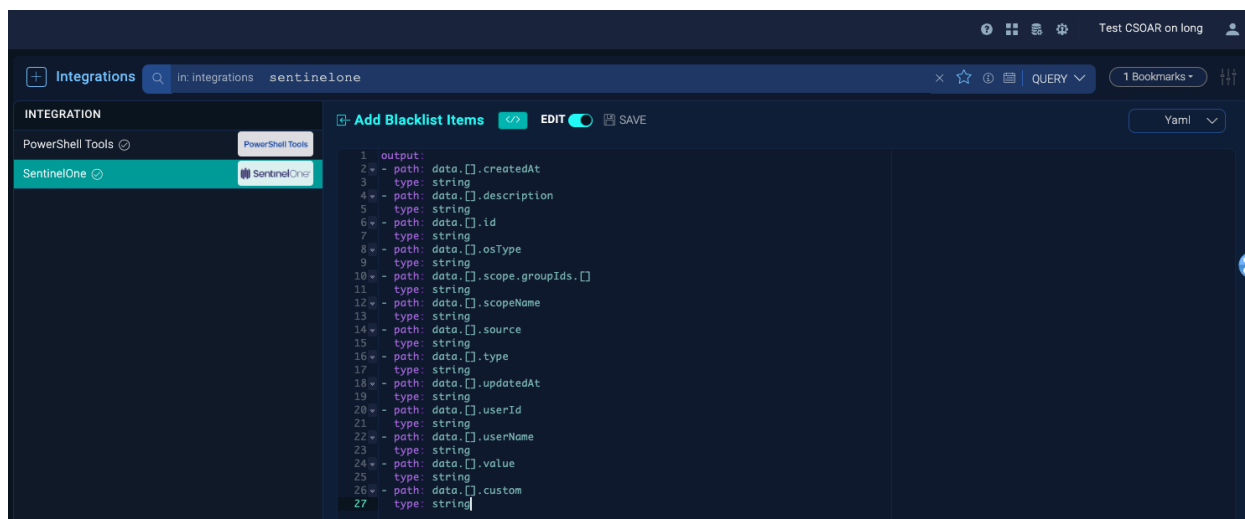 Test CSOAR on long
Integrations in: integrations sentinelone QUERY 1 Bookmarks
INTEGRATION
PowerShell Tools PowerShell Tools
SentinelOne SentinelOne
Add Blacklist Items </> EDIT SAVE Yaml
1 output:
2 - path: data.[].createdAt
3 type: string
4 - path: data.[].description
5 type: string
6 - path: data.[].id
7 type: string
8 - path: data.[].osType
9 type: string
10 - path: data.[].scope.groupIds.[]
11 type: string
12 - path: data.[].scopeName
13 type: string
14 - path: data.[].source
15 type: string
16 - path: data.[].type
17 type: string
18 - path: data.[].updatedAt
19 type: string
20 - path: data.[].userId
21 type: string
22 - path: data.[].userName
23 type: string
24 - path: data.[].value
25 type: string
26 - path: data.[].custom
27 type: string